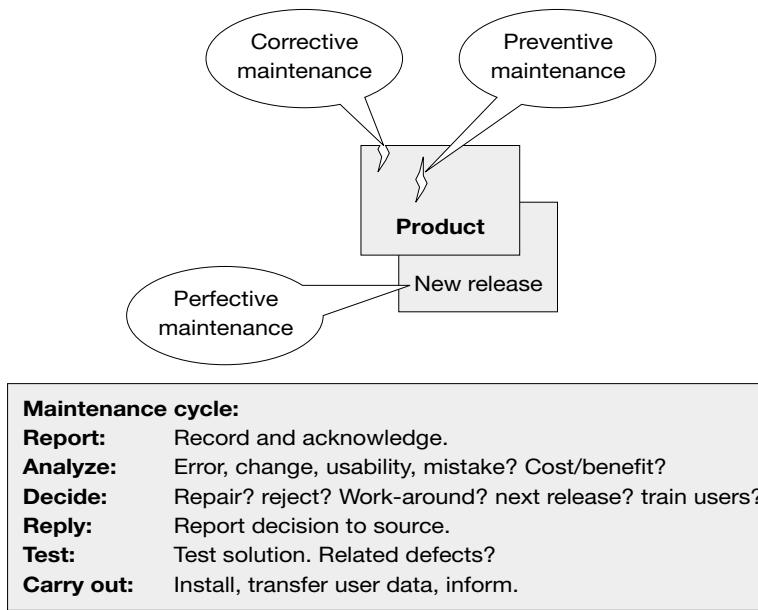 Corrective
maintenance
Preventive
maintenance
Product
New release
Perfective
maintenance
Maintenance cycle:
Report: Record and acknowledge.
Analyze: Error, change, usability, mistake? Cost/benefit?
Decide: Repair? reject? Work-around? next release? train users?
Reply: Report decision to source.
Test: Test solution. Related defects?
Carry out: Install, transfer user data, inform.